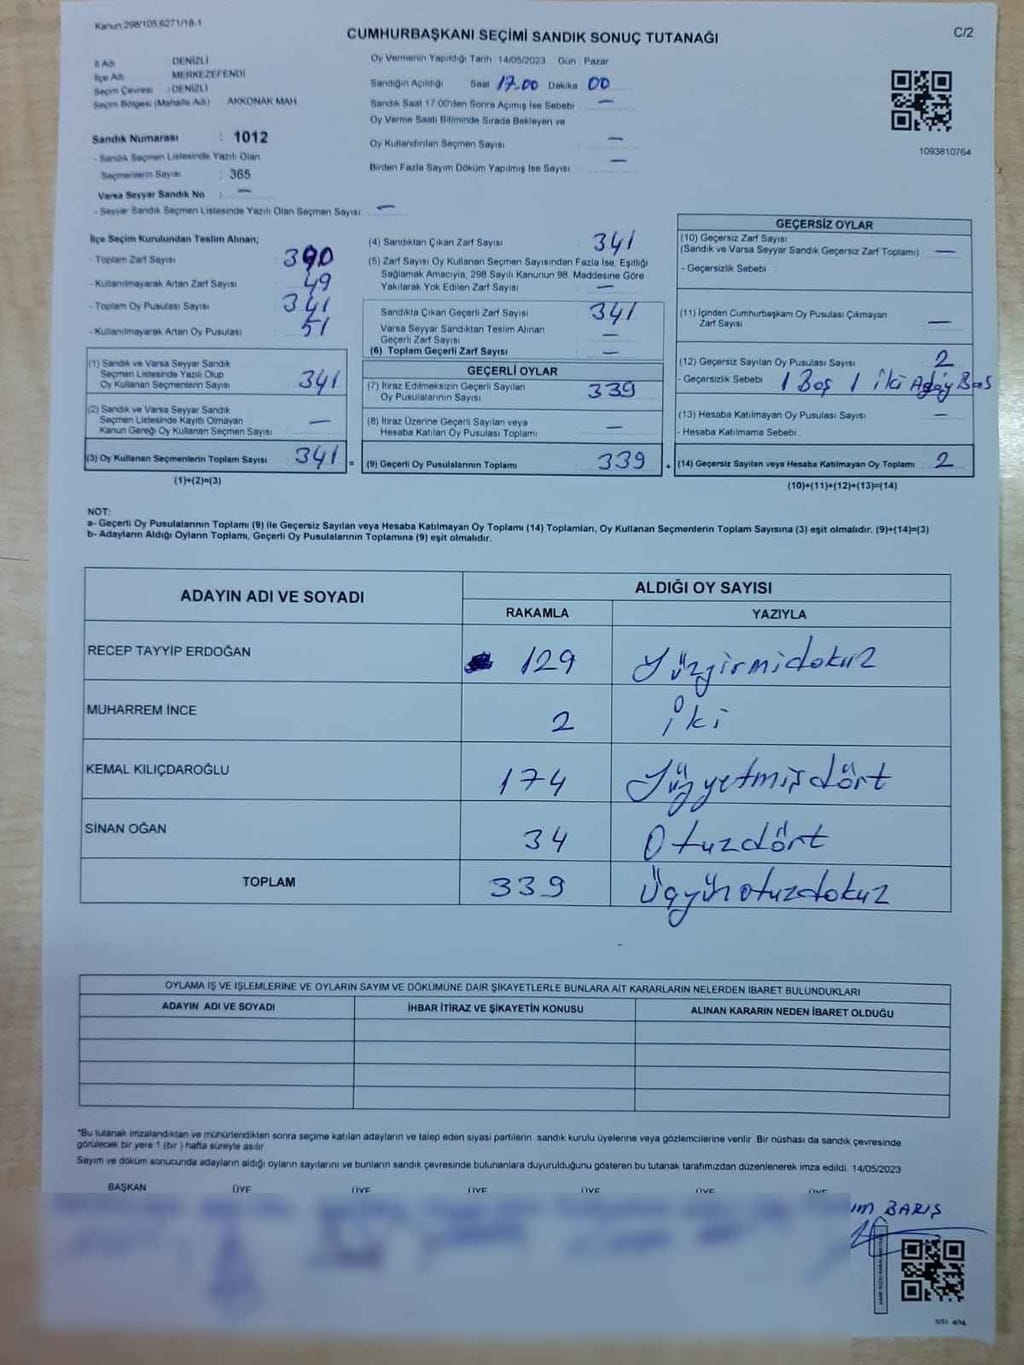 Kanun:298/105,6271/18-1
CUMHURBAŞKANI SEÇİMİ SANDIK SONUÇ TUTANAĞI
C/2
İl Adı DENİZLİ
İlçe Adı MERKEZEFENDİ
Seçim Çevresi : DENİZLİ
Seçim Bölgesi (Mahalle Adı) AKKONAK MAH
Oy Vermenin Yapıldığı Tarih 14/05/2023 Gün : Pazar
Sandığın Açıldığı Saat 17.00 Dakika 00
Sandık Saat 17:00'den Sonra Açılmış İse Sebebi —
Oy Verme Saati Bitiminde Sırada Bekleyen ve
Oy Kullandırılan Seçmen Sayısı —
Birden Fazla Sayım Döküm Yapılmış İse Sayısı —
1093810764
Sandık Numarası : 1012
- Sandık Seçmen Listesinde Yazılı Olan
Seçmenlerin Sayısı : 365
Varsa Seyyar Sandık No : —
- Seyyar Sandık Seçmen Listesinde Yazılı Olan Seçmen Sayısı: —
İlçe Seçim Kurulundan Teslim Alınan;
- Toplam Zarf Sayısı 390
- Kullanılmayarak Artan Zarf Sayısı 49
- Toplam Oy Pusulası Sayısı 341
- Kullanılmayarak Artan Oy Pusulası 51
(1) Sandık ve Varsa Seyyar Sandık
Seçmen Listesinde Yazılı Olup
Oy Kullanan Seçmenlerin Sayısı 341
(2) Sandık ve Varsa Seyyar Sandık
Seçmen Listesinde Kayıtlı Olmayan
Kanun Gereği Oy Kullanan Seçmen Sayısı —
(3) Oy Kullanan Seçmenlerin Toplam Sayısı 341 =
(1)+(2)=(3)
(4) Sandıktan Çıkan Zarf Sayısı : 341
(5) Zarf Sayısı Oy Kullanan Seçmen Sayısından Fazla İse, Eşitliği
Sağlamak Amacıyla, 298 Sayılı Kanunun 98. Maddesine Göre
Yakılarak Yok Edilen Zarf Sayısı : —
Sandıkta Çıkan Geçerli Zarf Sayısı : 341
Varsa Seyyar Sandıktan Teslim Alınan
Geçerli Zarf Sayısı : —
(6) Toplam Geçerli Zarf Sayısı : —
GEÇERLİ OYLAR
(7) İtiraz Edilmeksizin Geçerli Sayılan
Oy Pusulalarının Sayısı : 339
(8) İtiraz Üzerine Geçerli Sayılan veya
Hesaba Katılan Oy Pusulası Toplamı : —
(9) Geçerli Oy Pusulalarının Toplamı : 339 +
GEÇERSİZ OYLAR
(10) Geçersiz Zarf Sayısı
(Sandık ve Varsa Seyyar Sandık Geçersiz Zarf Toplamı) : —
- Geçersizlik Sebebi :
(11) İçinden Cumhurbaşkanı Oy Pusulası Çıkmayan
Zarf Sayısı : —
(12) Geçersiz Sayılan Oy Pusulası Sayısı : 2
- Geçersizlik Sebebi : 1 Boş 1 iki Aday Bas
(13) Hesaba Katılmayan Oy Pusulası Sayısı : —
- Hesaba Katılmama Sebebi :
(14) Geçersiz Sayılan veya Hesaba Katılmayan Oy Toplamı : 2
(10)+(11)+(12)+(13)=(14)
NOT:
a- Geçerli Oy Pusulalarının Toplamı (9) ile Geçersiz Sayılan veya Hesaba Katılmayan Oy Toplamı (14) Toplamları, Oy Kullanan Seçmenlerin Toplam Sayısına (3) eşit olmalıdır. (9)+(14)=(3)
b- Adayların Aldığı Oyların Toplamı, Geçerli Oy Pusulalarının Toplamına (9) eşit olmalıdır.
ADAYIN ADI VE SOYADI
ALDIĞI OY SAYISI
RAKAMLA YAZIYLA
RECEP TAYYİP ERDOĞAN 129 Yüzyirmidokuz
MUHARREM İNCE 2 iki
KEMAL KILIÇDAROĞLU 174 Yüzyetmişdört
SİNAN OĞAN 34 Otuzdört
TOPLAM 339 Üçyüzotuzdokuz
OYLAMA İŞ VE İŞLEMLERİNE VE OYLARIN SAYIM VE DÖKÜMÜNE DAİR ŞİKAYETLERLE BUNLARA AİT KARARLARIN NELERDEN İBARET BULUNDUKLARI
ADAYIN ADI VE SOYADI İHBAR İTİRAZ VE ŞİKAYETİN KONUSU ALINAN KARARIN NEDEN İBARET OLDUĞU
*Bu tutanak imzalandıktan ve mühürlendikten sonra seçime katılan adayların ve talep eden siyasi partilerin sandık kurulu üyelerine veya gözlemcilerine verilir. Bir nüshası da sandık çevresinde
görülecek bir yere 1 (bir) hafta süreyle asılır
Sayım ve döküm sonucunda adayların aldığı oyların sayılarını ve bunların sandık çevresinde bulunanlara duyurulduğunu gösteren bu tutanak tarafımızdan düzenlenerek imza edildi. 14/05/2023
BAŞKAN ÜYE ÜYE ÜYE ÜYE ÜYE ÜYE
BARIŞ